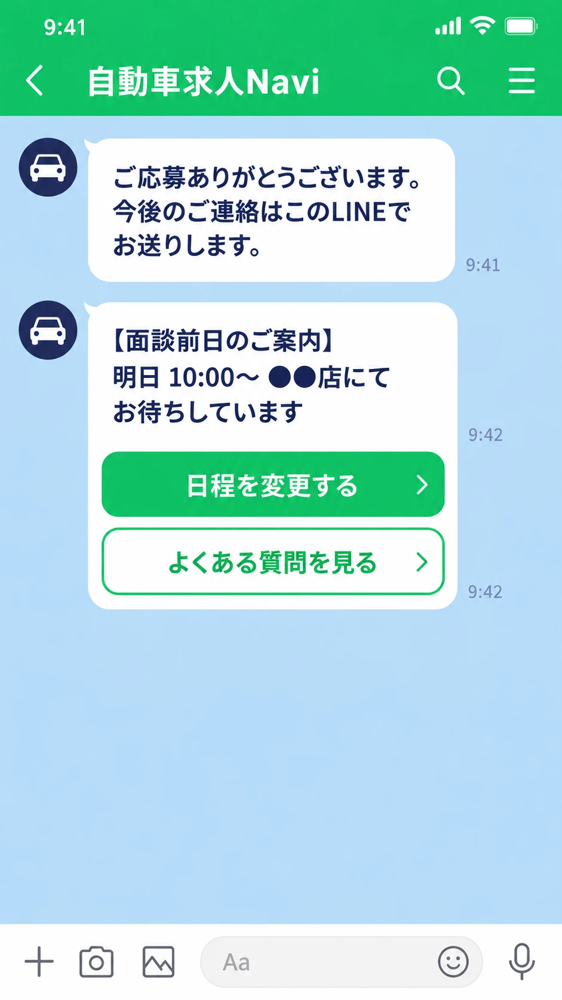 9:41
自動車求人Navi
ご応募ありがとうございます。
今後のご連絡はこのLINEで
お送りします。
9:41
【面談前日のご案内】
明日 10:00〜 ●●店にて
お待ちしています
9:42
日程を変更する
よくある質問を見る
9:42
Aa